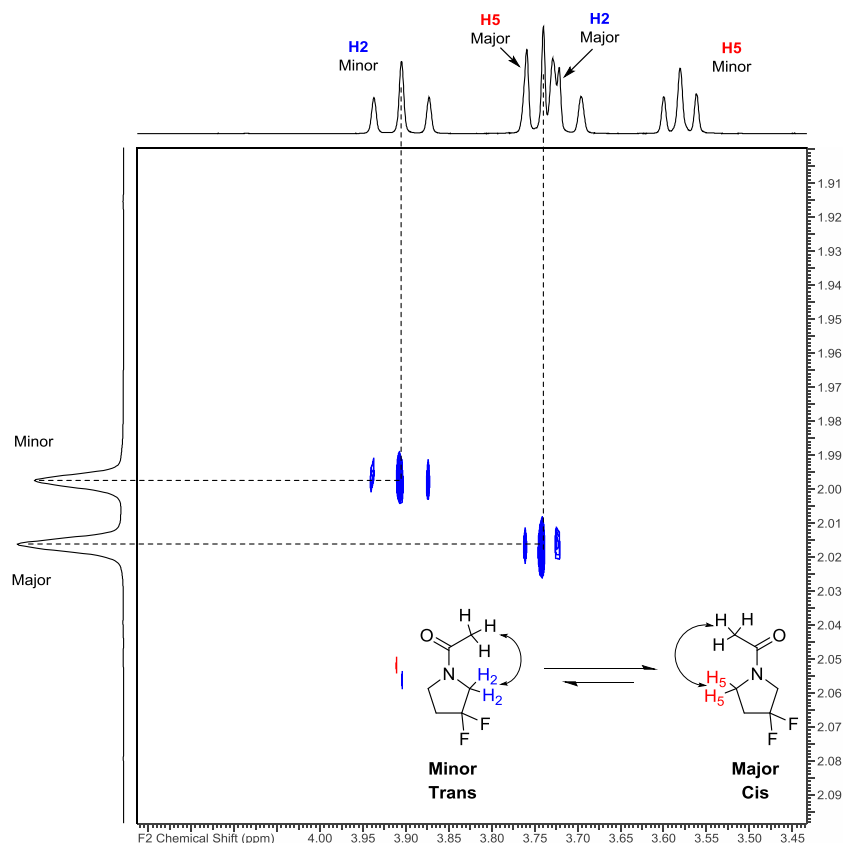 H2
Minor
H5
Major
H2
Major
H5
Minor
1.91
1.92
1.93
1.94
1.95
1.96
1.97
1.98
1.99
2.00
2.01
2.02
2.03
2.04
2.05
2.06
2.07
2.08
2.09
Minor
Major
H
H
H
O
N
H2
H2
F
F
Minor
Trans
H
H
H
O
N
H5
H5
F
F
Major
Cis
F2 Chemical Shift (ppm)
4.00
3.95
3.90
3.85
3.80
3.75
3.70
3.65
3.60
3.55
3.50
3.45